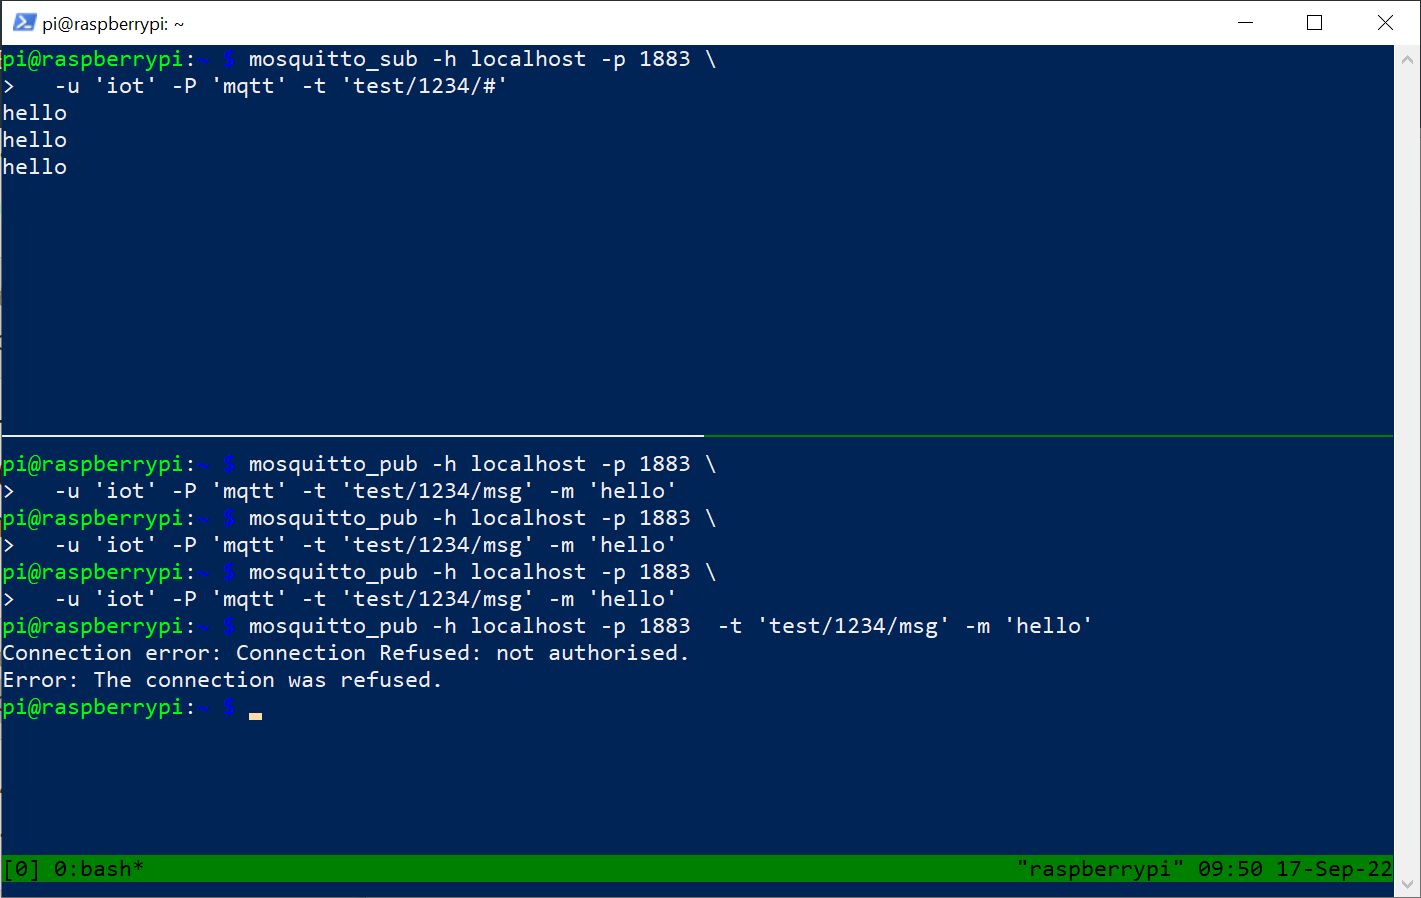 pi@raspberrypi: ~
pi@raspberrypi:~ $ mosquitto_sub -h localhost -p 1883 \
>   -u 'iot' -P 'mqtt' -t 'test/1234/#'
hello
hello
hello
pi@raspberrypi:~ $ mosquitto_pub -h localhost -p 1883 \
>   -u 'iot' -P 'mqtt' -t 'test/1234/msg' -m 'hello'
pi@raspberrypi:~ $ mosquitto_pub -h localhost -p 1883 \
>   -u 'iot' -P 'mqtt' -t 'test/1234/msg' -m 'hello'
pi@raspberrypi:~ $ mosquitto_pub -h localhost -p 1883 \
>   -u 'iot' -P 'mqtt' -t 'test/1234/msg' -m 'hello'
pi@raspberrypi:~ $ mosquitto_pub -h localhost -p 1883  -t 'test/1234/msg' -m 'hello'
Connection error: Connection Refused: not authorised.
Error: The connection was refused.
pi@raspberrypi:~ $
[0] 0:bash* "raspberrypi" 09:50 17-Sep-22